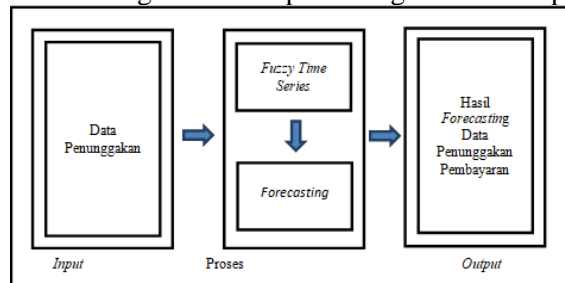 Data
Penunggakan
Fuzzy Time
Series
Forecasting
Hasil
Forecasting
Data
Penunggakan
Pembayaran
Input
Proses
Output